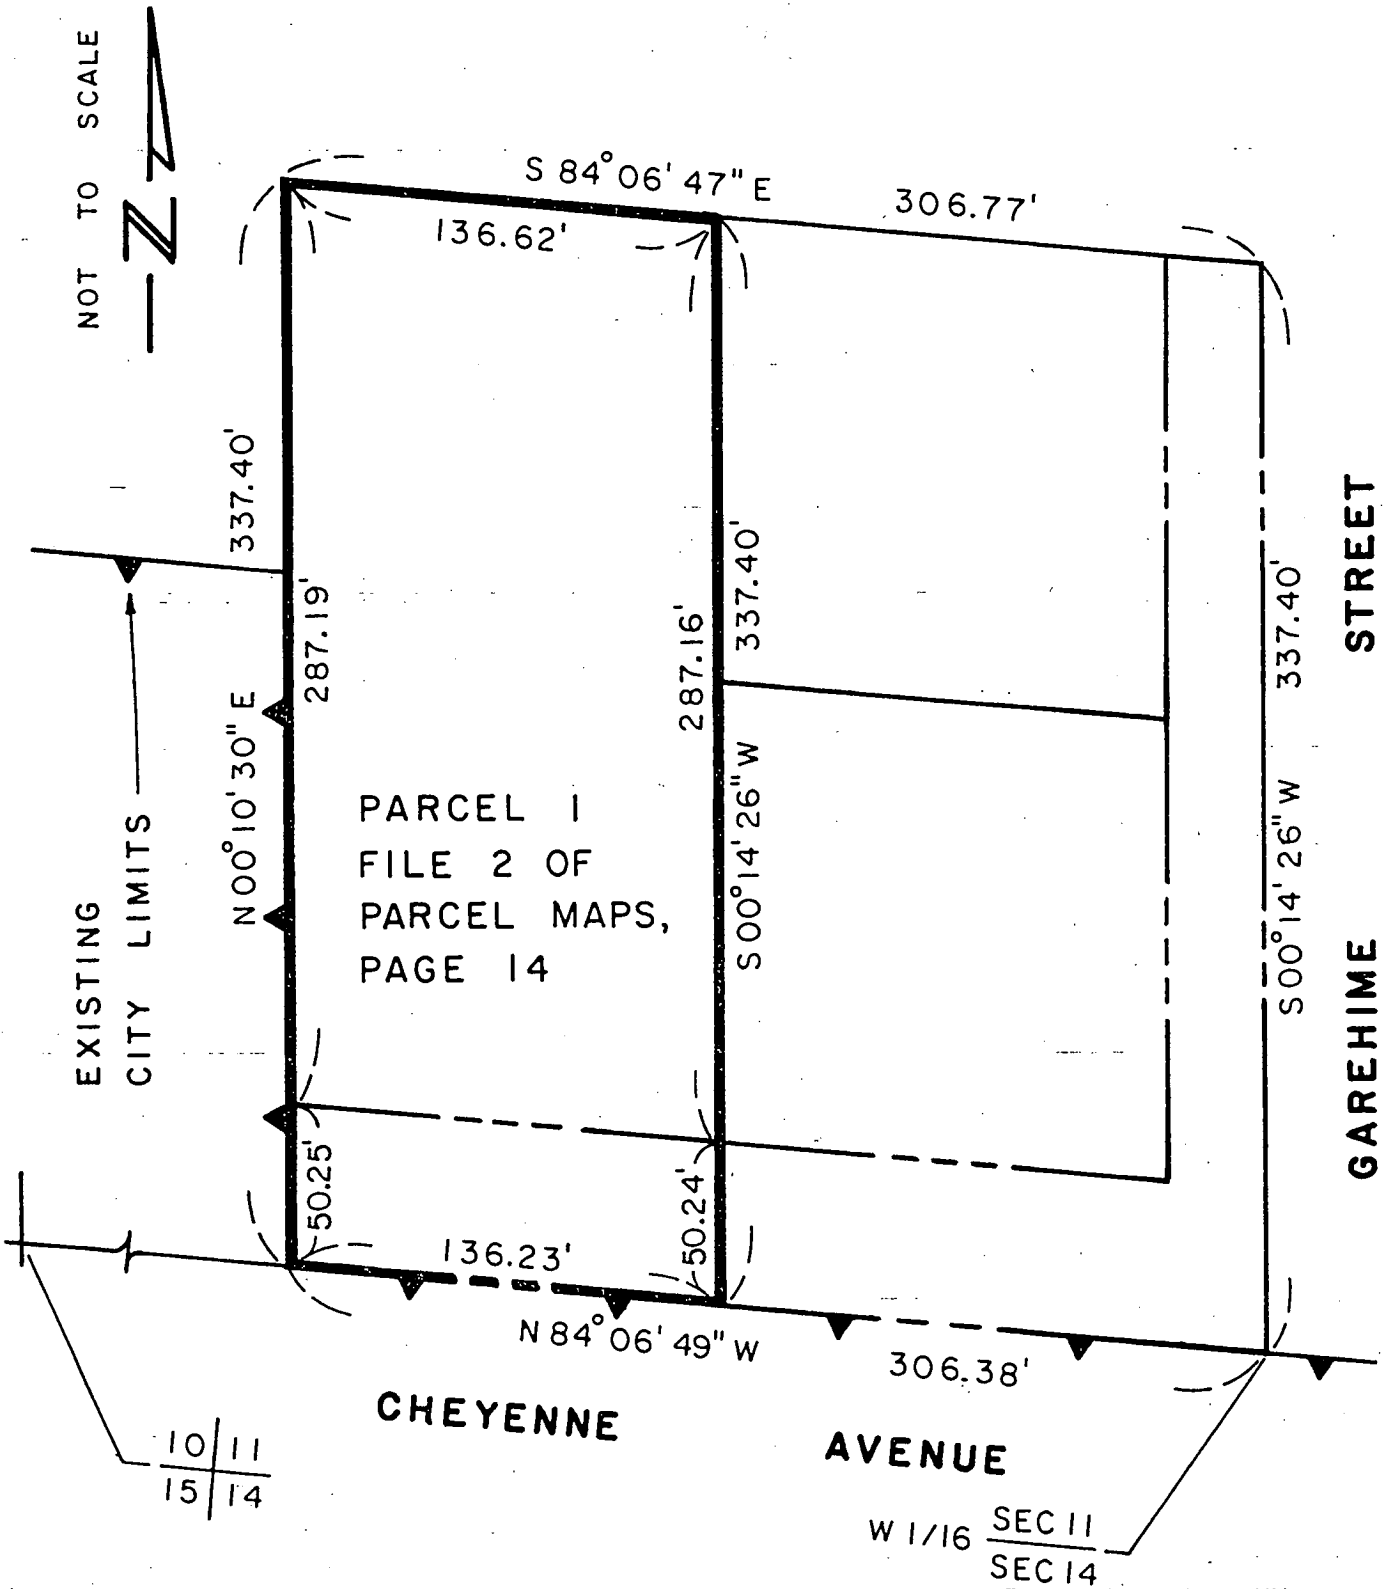 NOT TO SCALE
N
S 84°06'47" E
306.77'
136.62'
337.40'
287.19'
N 00°10'30" E
287.16'
337.40'
S 00°14'26" W
337.40'
S 00°14'26" W
STREET
GAREHIME
EXISTING
CITY LIMITS
PARCEL 1
FILE 2 OF
PARCEL MAPS,
PAGE 14
50.25'
50.24'
136.23'
N 84°06'49" W
306.38'
CHEYENNE AVENUE
10 11
15 14
W 1/16 SEC 11
SEC 14